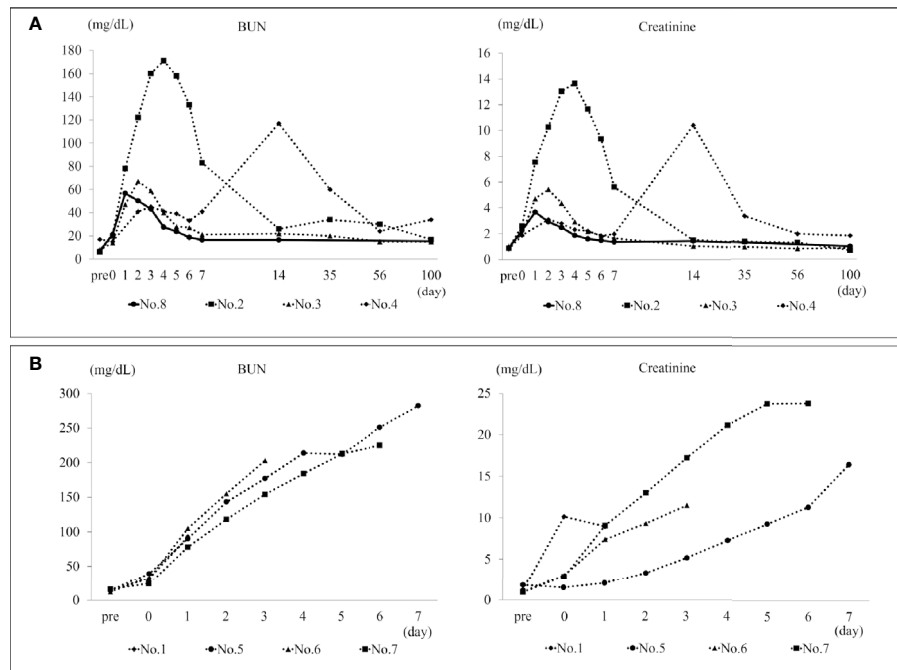 A
(mg/dL)
BUN
180
160
140
120
100
80
60
40
20
0
pre 0 1 2 3 4 5 6 7 14 35 56 100
(day)
No.8 No.2 No.3 No.4
(mg/dL)
Creatinine
16
14
12
10
8
6
4
2
0
pre 0 1 2 3 4 5 6 7 14 35 56 100
(day)
No.8 No.2 No.3 No.4
B
(mg/dL)
BUN
300
250
200
150
100
50
0
pre 0 1 2 3 4 5 6 7
(day)
No.1 No.5 No.6 No.7
(mg/dL)
Creatinine
25
20
15
10
5
0
pre 0 1 2 3 4 5 6 7
(day)
No.1 No.5 No.6 No.7